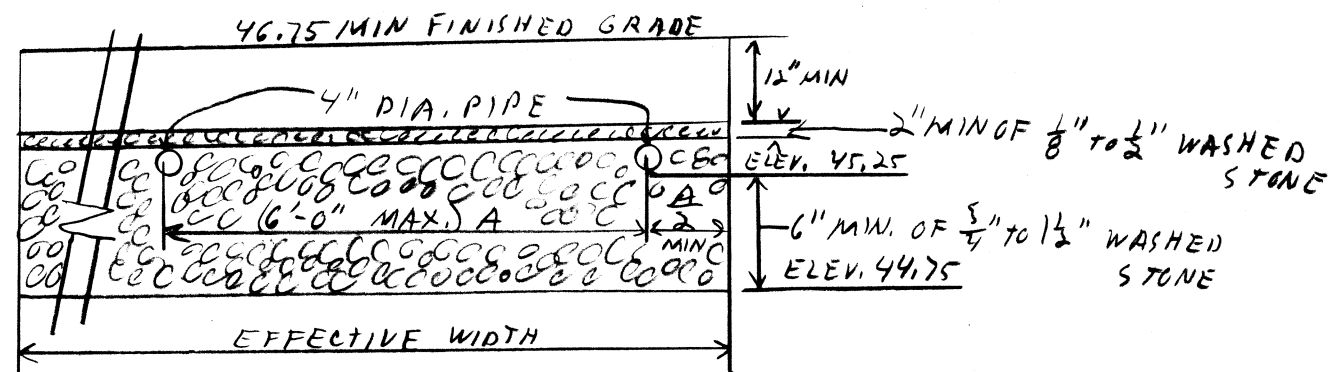 46.75 MIN FINISHED GRADE
12" MIN
4" DIA. PIPE
2" MIN OF 1/8" to 1/2" WASHED
STONE
ELEV. 45.25
(6'-0" MAX.) A
A/2
MIN
6" MIN. OF 3/4" to 1 1/2" WASHED
STONE
ELEV. 44.75
EFFECTIVE WIDTH